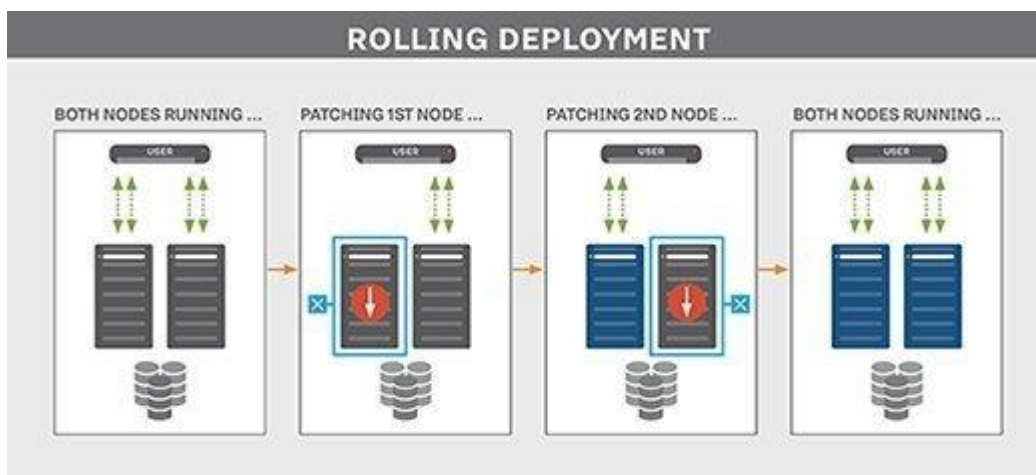 ROLLING DEPLOYMENT
BOTH NODES RUNNING ...
PATCHING 1ST NODE ...
PATCHING 2ND NODE ...
BOTH NODES RUNNING ...
USER
USER
USER
USER